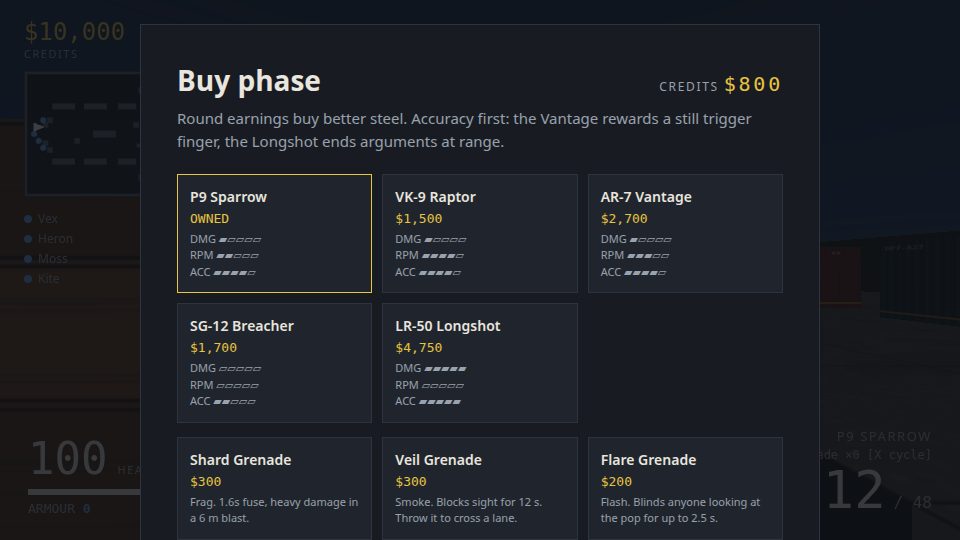 $10,000
CREDITS
Buy phase
CREDITS $800
Round earnings buy better steel. Accuracy first: the Vantage rewards a still trigger
finger, the Longshot ends arguments at range.
P9 Sparrow
OWNED
DMG ▰▱▱▱▱
RPM ▰▰▱▱▱
ACC ▰▰▰▰▱
VK-9 Raptor
$1,500
DMG ▰▱▱▱▱
RPM ▰▰▰▰▱
ACC ▰▰▰▰▱
AR-7 Vantage
$2,700
DMG ▰▱▱▱▱
RPM ▰▰▰▱▱
ACC ▰▰▰▰▱
Vex
Heron
Moss
Kite
SG-12 Breacher
$1,700
DMG ▱▱▱▱▱
RPM ▱▱▱▱▱
ACC ▰▰▱▱▱
LR-50 Longshot
$4,750
DMG ▰▰▰▰▰
RPM ▱▱▱▱▱
ACC ▰▰▰▰▰
Shard Grenade
$300
Frag. 1.6s fuse, heavy damage in
a 6 m blast.
Veil Grenade
$300
Smoke. Blocks sight for 12 s.
Throw it to cross a lane.
Flare Grenade
$200
Flash. Blinds anyone looking at
the pop for up to 2.5 s.
100 HEA
ARMOUR 0
P9 SPARROW
ade ×0 [X cycle]
12 / 48